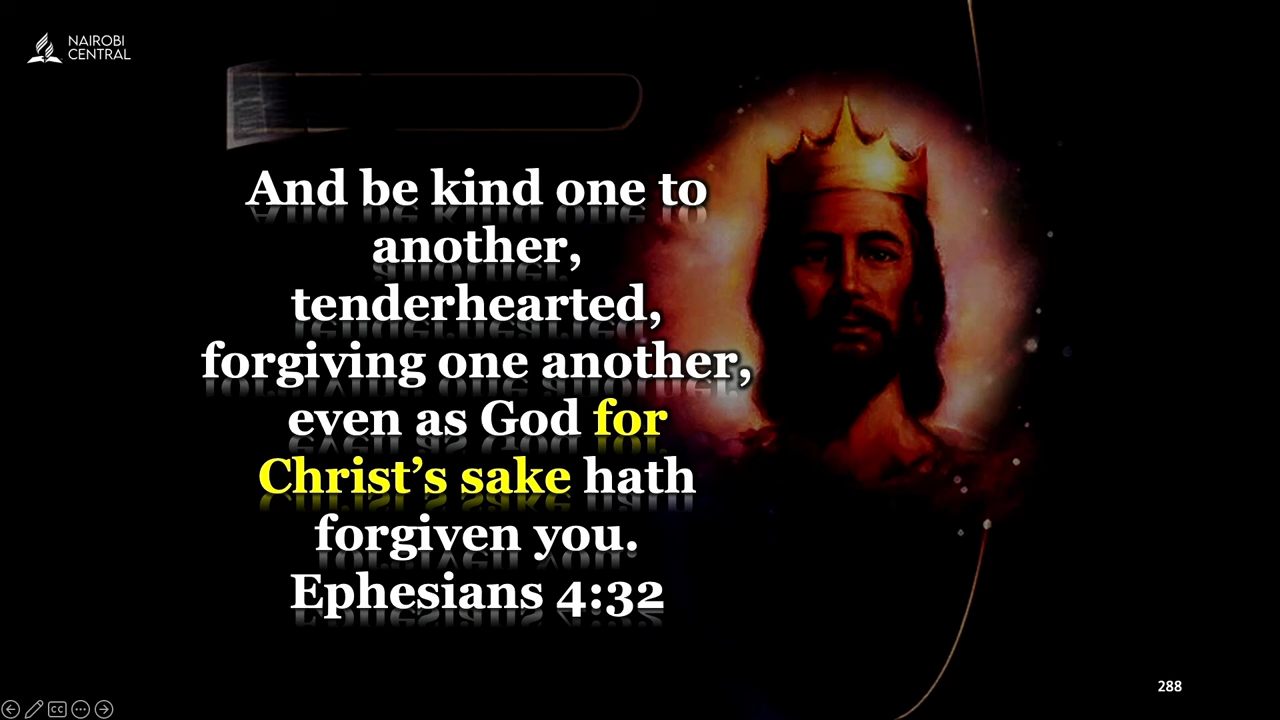 NAIROBI
CENTRAL
And be kind one to
another,
tenderhearted,
forgiving one another,
even as God for
Christ’s sake hath
forgiven you.
Ephesians 4:32
288
CC